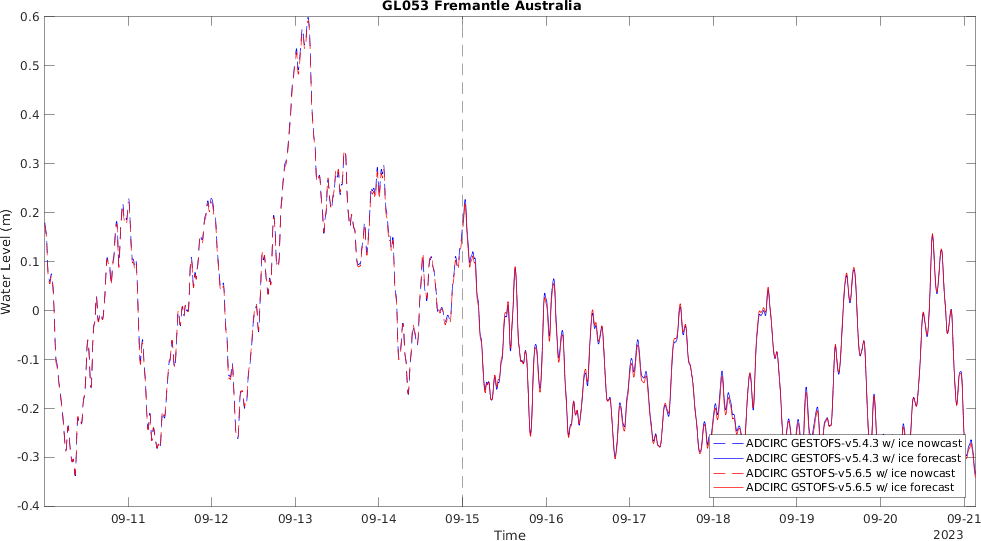 GL053 Fremantle Australia
Water Level (m)
0.6
0.5
0.4
0.3
0.2
0.1
0
-0.1
-0.2
-0.3
-0.4
ADCIRC GESTOFS-v5.4.3 w/ ice nowcast
ADCIRC GESTOFS-v5.4.3 w/ ice forecast
ADCIRC GSTOFS-v5.6.5 w/ ice nowcast
ADCIRC GSTOFS-v5.6.5 w/ ice forecast
09-11 09-12 09-13 09-14 09-15 09-16 09-17 09-18 09-19 09-20 09-21
Time
2023